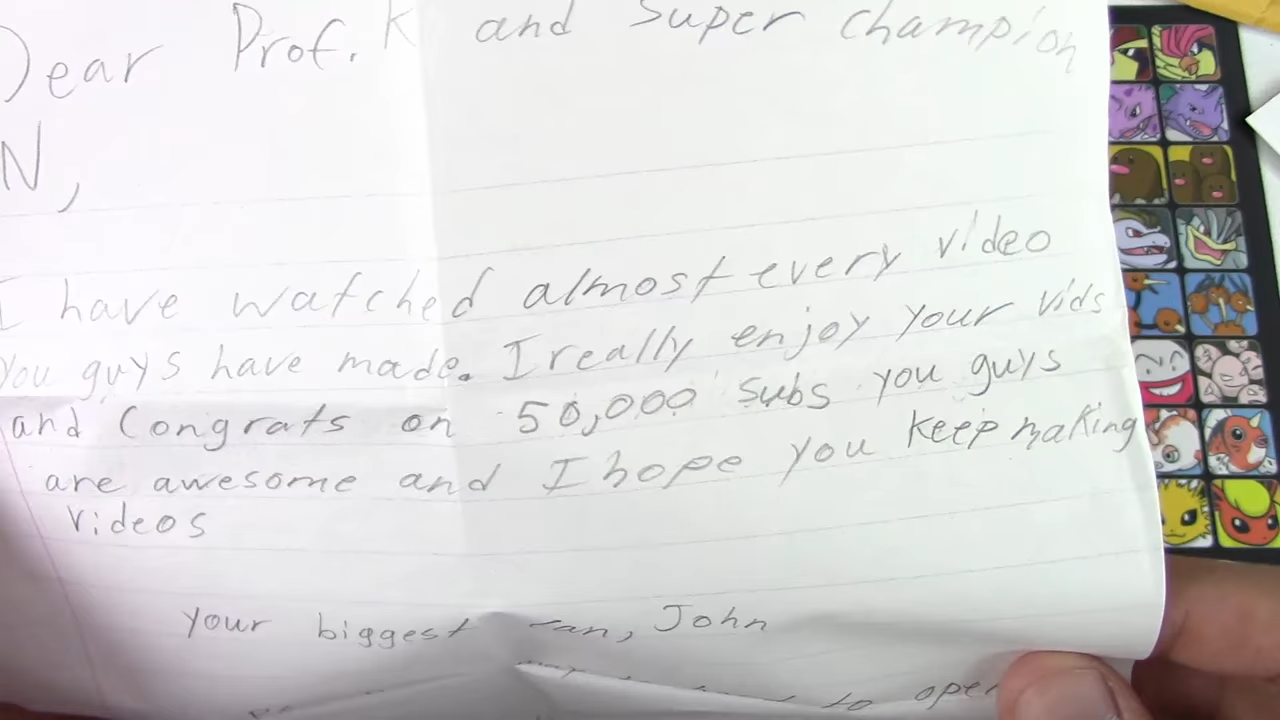 Dear Prof. K and Super champion
N,
I have watched almost every video
you guys have made. I really enjoy your vids
and Congrats on 50,000 subs you guys
are awesome and I hope you keep making
videos
your biggest fan, John
to open